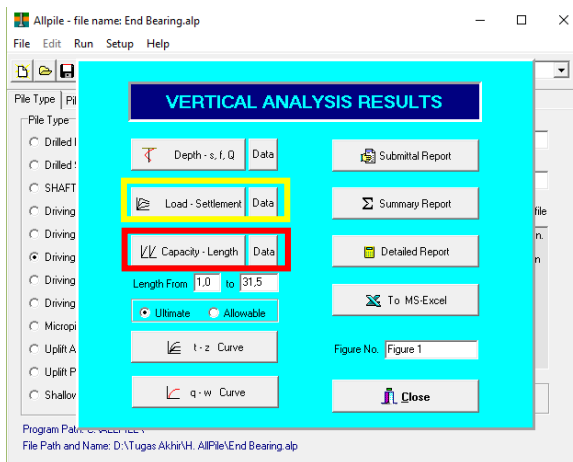 Allpile - file name: End Bearing.alp
File Edit Run Setup Help
Pile Type
Pile Type
VERTICAL ANALYSIS RESULTS
Drilled
Depth - s, f, Q Data
Submittal Report
Drilled
SHAFT
Load - Settlement Data
Σ Summary Report
Driving
file
Driving
n.
Driving
Capacity - Length Data
Detailed Report
n
Driving
Length From 1,0 to 31,5
Driving
Ultimate Allowable
To MS-Excel
Micropi
Uplift A
t - z Curve
Figure No. Figure 1
Uplift P
Shallov
q - w Curve
Close
Program Path:
File Path and Name: D:\Tugas Akhir\H. AllPile\End Bearing.alp